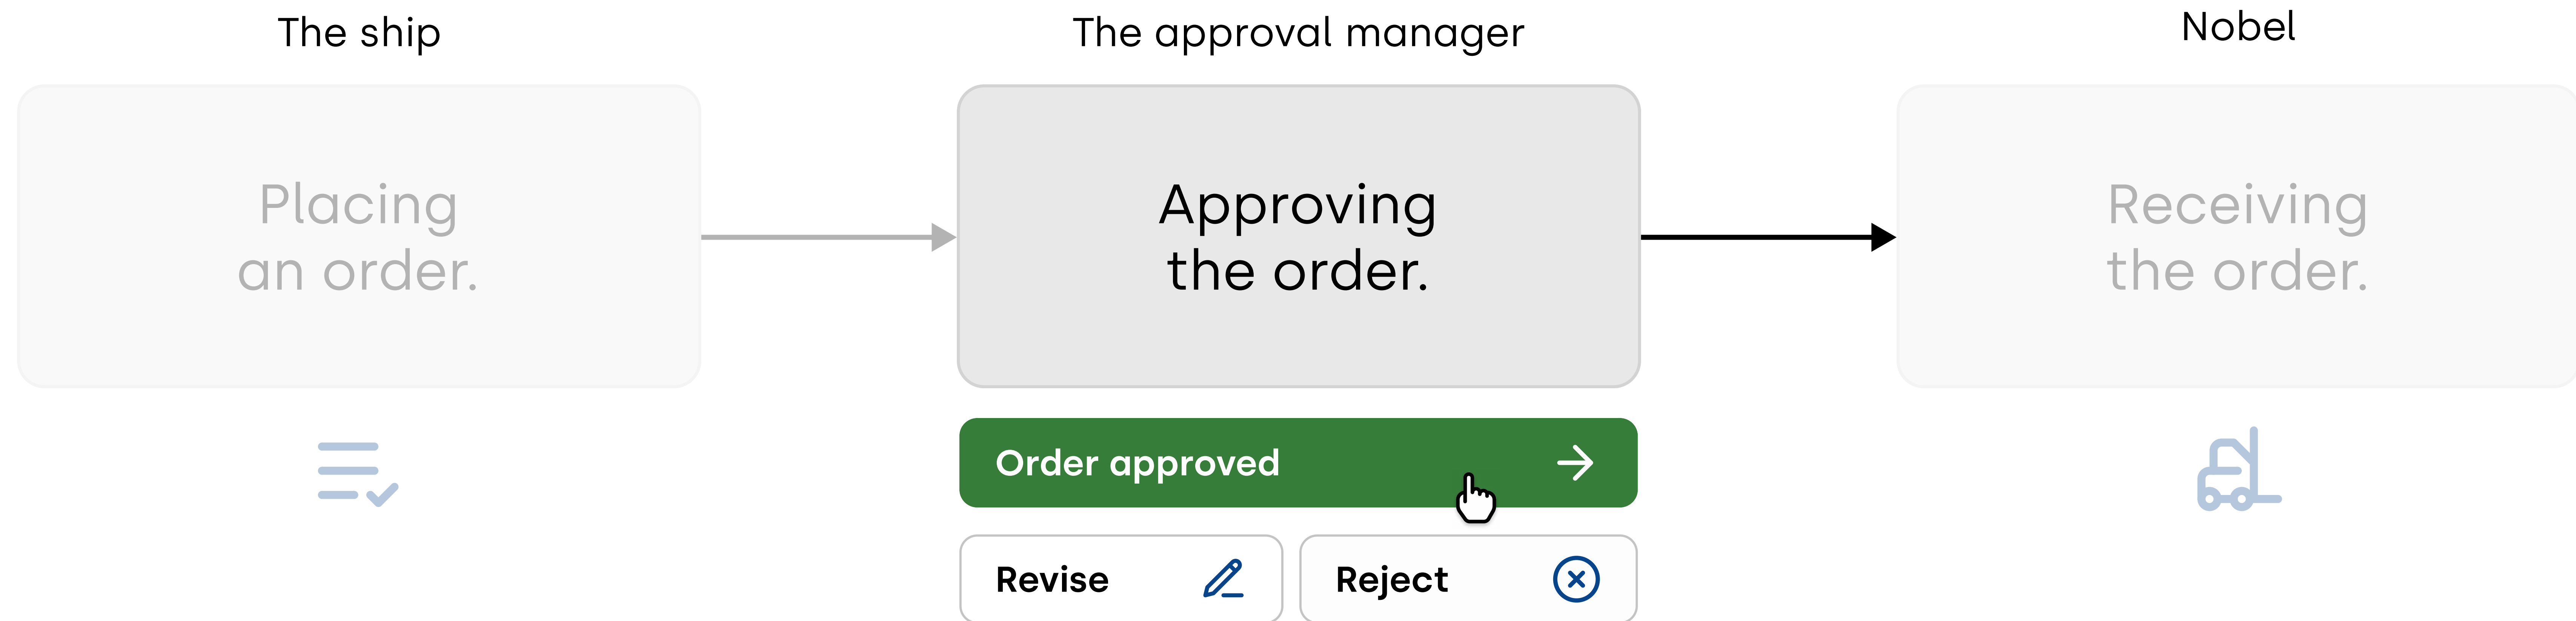 The ship
The approval manager
Nobel
Placing
an order.
Approving
the order.
Receiving
the order.
Order approved
Revise
Reject